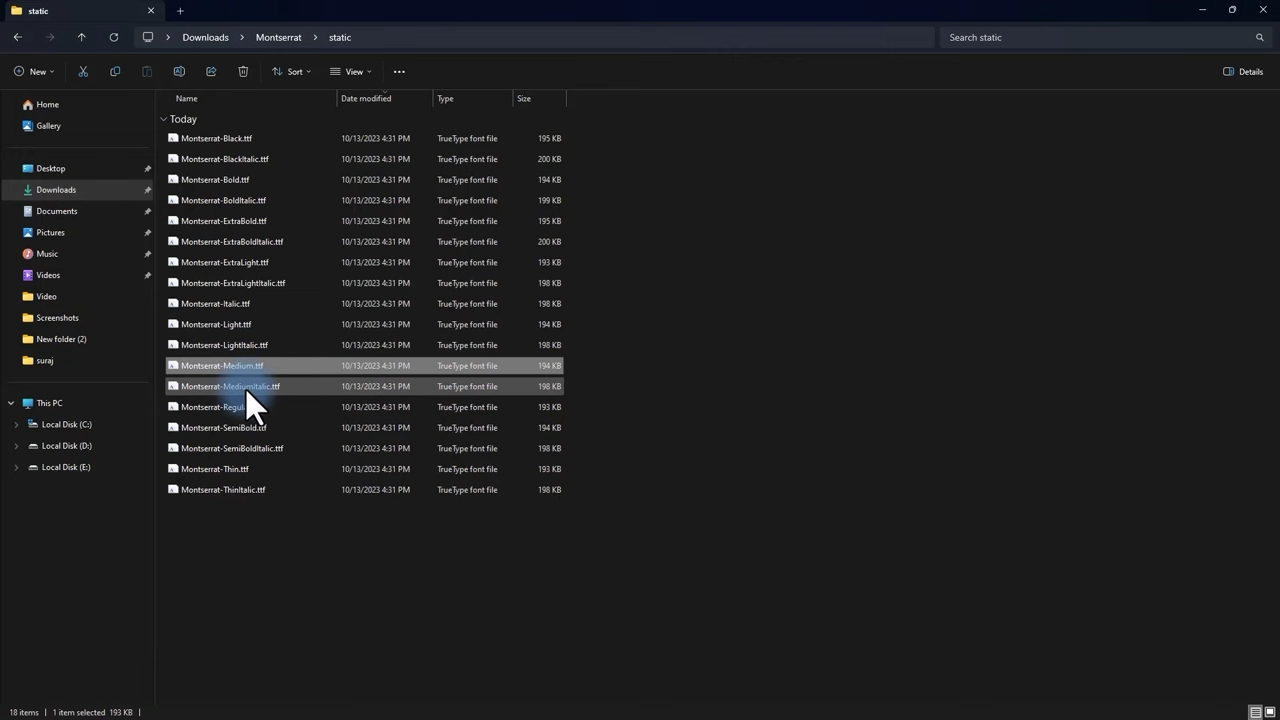 static
Downloads > Montserrat > static
Search static
New
Sort
View
Details
Name Date modified Type Size
Today
Home
Gallery
Desktop
Downloads
Documents
Pictures
Music
Videos
Video
Screenshots
New folder (2)
suraj
This PC
Local Disk (C:)
Local Disk (D:)
Local Disk (E:)
Montserrat-Black.ttf 10/13/2023 4:31 PM TrueType font file 195 KB
Montserrat-BlackItalic.ttf 10/13/2023 4:31 PM TrueType font file 200 KB
Montserrat-Bold.ttf 10/13/2023 4:31 PM TrueType font file 194 KB
Montserrat-BoldItalic.ttf 10/13/2023 4:31 PM TrueType font file 199 KB
Montserrat-ExtraBold.ttf 10/13/2023 4:31 PM TrueType font file 195 KB
Montserrat-ExtraBoldItalic.ttf 10/13/2023 4:31 PM TrueType font file 200 KB
Montserrat-ExtraLight.ttf 10/13/2023 4:31 PM TrueType font file 193 KB
Montserrat-ExtraLightItalic.ttf 10/13/2023 4:31 PM TrueType font file 198 KB
Montserrat-Italic.ttf 10/13/2023 4:31 PM TrueType font file 198 KB
Montserrat-Light.ttf 10/13/2023 4:31 PM TrueType font file 194 KB
Montserrat-LightItalic.ttf 10/13/2023 4:31 PM TrueType font file 198 KB
Montserrat-Medium.ttf 10/13/2023 4:31 PM TrueType font file 194 KB
Montserrat-MediumItalic.ttf 10/13/2023 4:31 PM TrueType font file 198 KB
10/13/2023 4:31 PM TrueType font file 193 KB
Montserrat-SemiBold.ttf 10/13/2023 4:31 PM TrueType font file 194 KB
Montserrat-SemiBoldItalic.ttf 10/13/2023 4:31 PM TrueType font file 198 KB
Montserrat-Thin.ttf 10/13/2023 4:31 PM TrueType font file 193 KB
Montserrat-ThinItalic.ttf 10/13/2023 4:31 PM TrueType font file 198 KB
18 items 1 item selected 193 KB